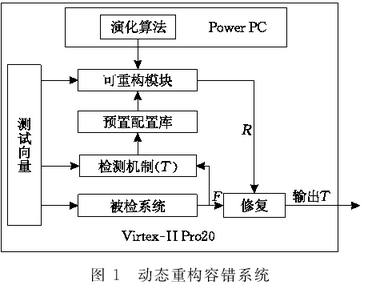 演化算法
Power PC
可重构模块
预置配置库
R
测试向量
检测机制(T)
被检系统
F
修复
输出T
Virtex-II Pro20
图 1 动态重构容错系统